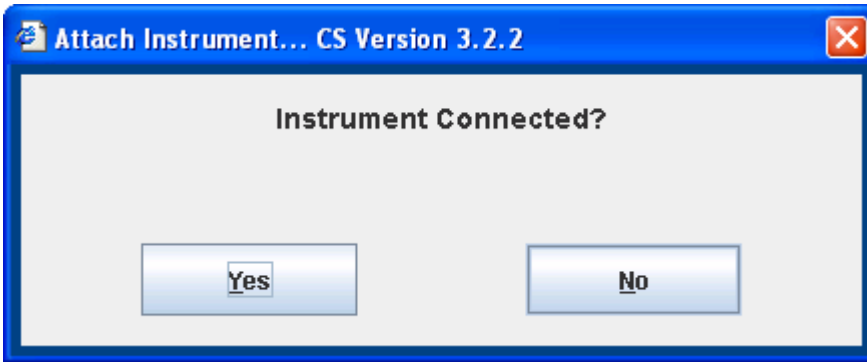 Attach Instrument... CS Version 3.2.2
Instrument Connected?
Yes No